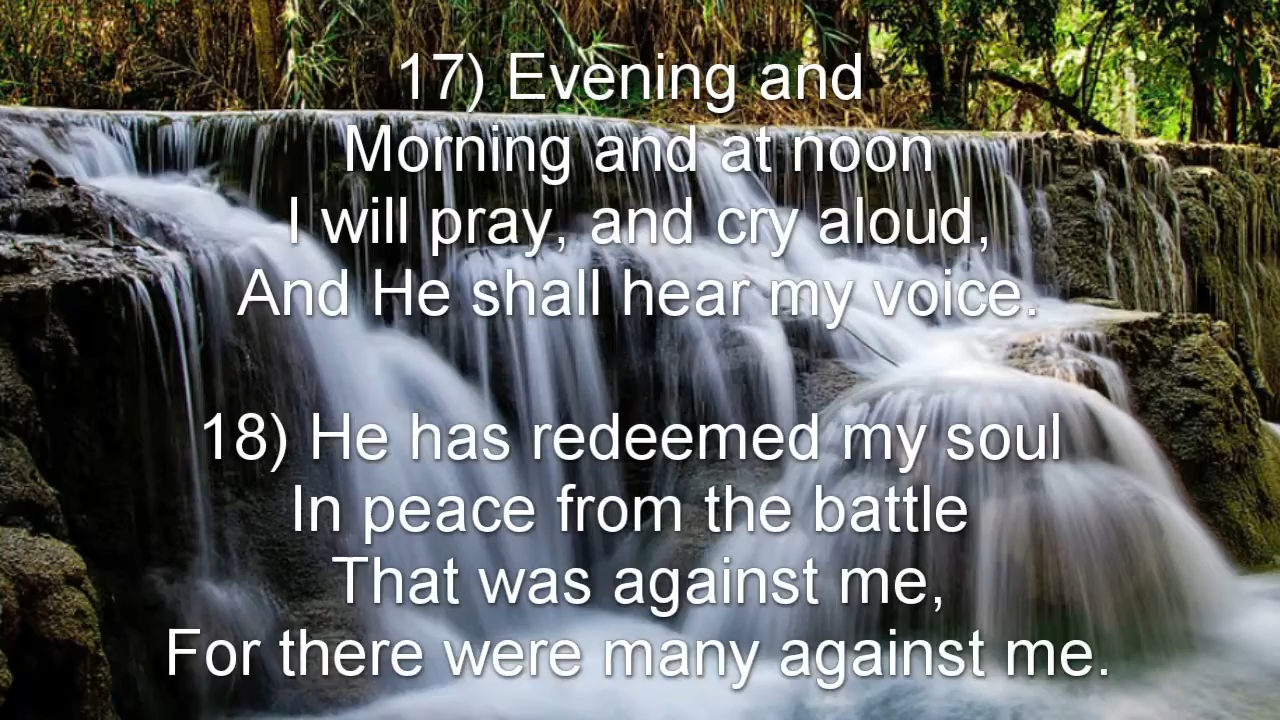 17) Evening and
Morning and at noon
I will pray, and cry aloud,
And He shall hear my voice.
18) He has redeemed my soul
In peace from the battle
That was against me,
For there were many against me.